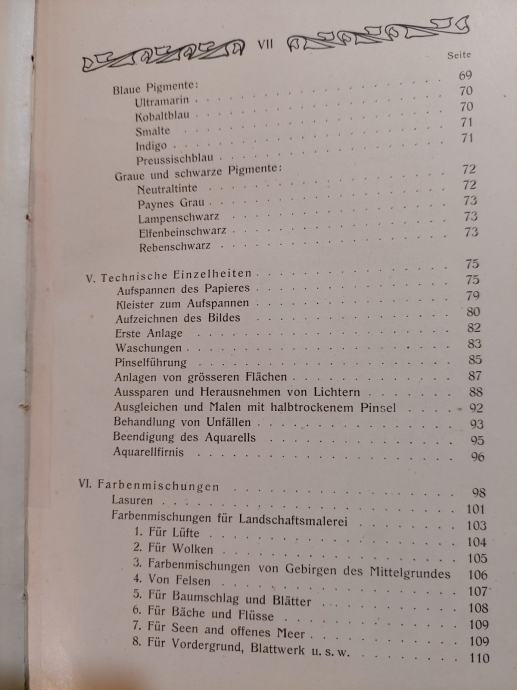 VII
Seite
Blaue Pigmente:
Ultramarin . . . . . . . . . . . . 69
Kobaltblau . . . . . . . . . . . . 70
Smalte . . . . . . . . . . . . 70
Indigo . . . . . . . . . . . . 71
Preussischblau . . . . . . . . . . . . 71
Graue und schwarze Pigmente:
Neutraltinte . . . . . . . . . . . . 72
Paynes Grau . . . . . . . . . . . . 72
Lampenschwarz . . . . . . . . . . . . 73
Elfenbeinschwarz . . . . . . . . . . . . 73
Rebenschwarz . . . . . . . . . . . . 73
V. Technische Einzelheiten . . . . . . . . . . 75
Aufspannen des Papieres . . . . . . . . . . 75
Kleister zum Aufspannen . . . . . . . . . . 79
Aufzeichnen des Bildes . . . . . . . . . . 80
Erste Anlage . . . . . . . . . . . . 82
Waschungen . . . . . . . . . . . . 83
Pinselführung . . . . . . . . . . . . 85
Anlagen von grösseren Flächen . . . . . . . . 87
Aussparen und Herausnehmen von Lichtern . . . . . . 88
Ausgleichen und Malen mit halbtrockenem Pinsel . . . . 92
Behandlung von Unfällen . . . . . . . . . . 93
Beendigung des Aquarells . . . . . . . . . . 95
Aquarellfirnis . . . . . . . . . . . . 96
VI. Farbenmischungen . . . . . . . . . . . . 98
Lasuren . . . . . . . . . . . . 101
Farbenmischungen für Landschaftsmalerei . . . . . . 103
1. Für Lüfte . . . . . . . . . . . . 104
2. Für Wolken . . . . . . . . . . . . 105
3. Farbenmischungen von Gebirgen des Mittelgrundes 106
4. Von Felsen . . . . . . . . . . . . 107
5. Für Baumschlag und Blätter . . . . . . . . 108
6. Für Bäche und Flüsse . . . . . . . . . . 109
7. Für Seen and offenes Meer . . . . . . . . 109
8. Für Vordergrund, Blattwerk u. s. w. . . . . . . 110